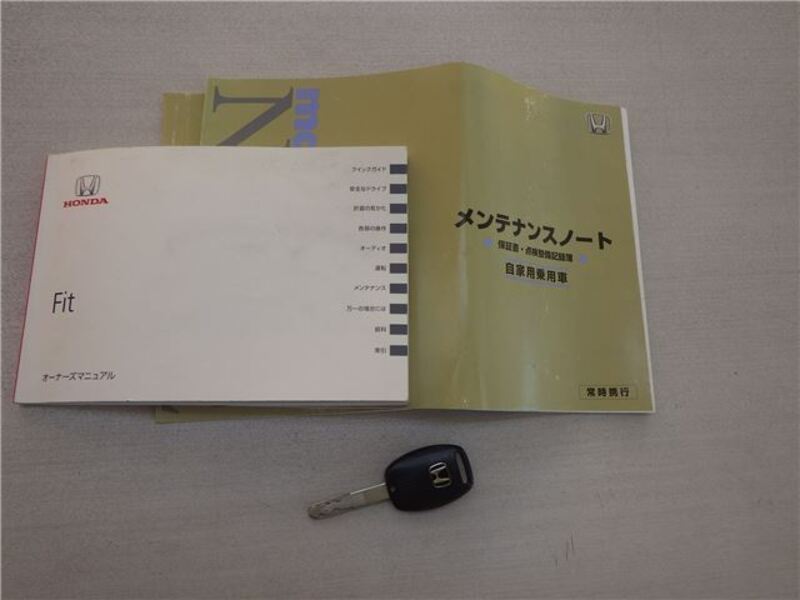 HONDA
Fit
オーナーズマニュアル
クイックガイド
安全なドライブ
計器の見かた
各部の操作
オーディオ
運転
メンテナンス
万一の場合には
資料
索引
メンテナンスノート
保証書・点検整備記録簿
自家用乗用車
常時携行